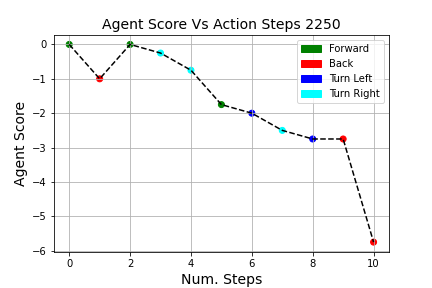 Agent Score Vs Action Steps 2250
Forward
Back
Turn Left
Turn Right
Agent Score
0
−1
−2
−3
−4
−5
−6
0 2 4 6 8 10
Num. Steps